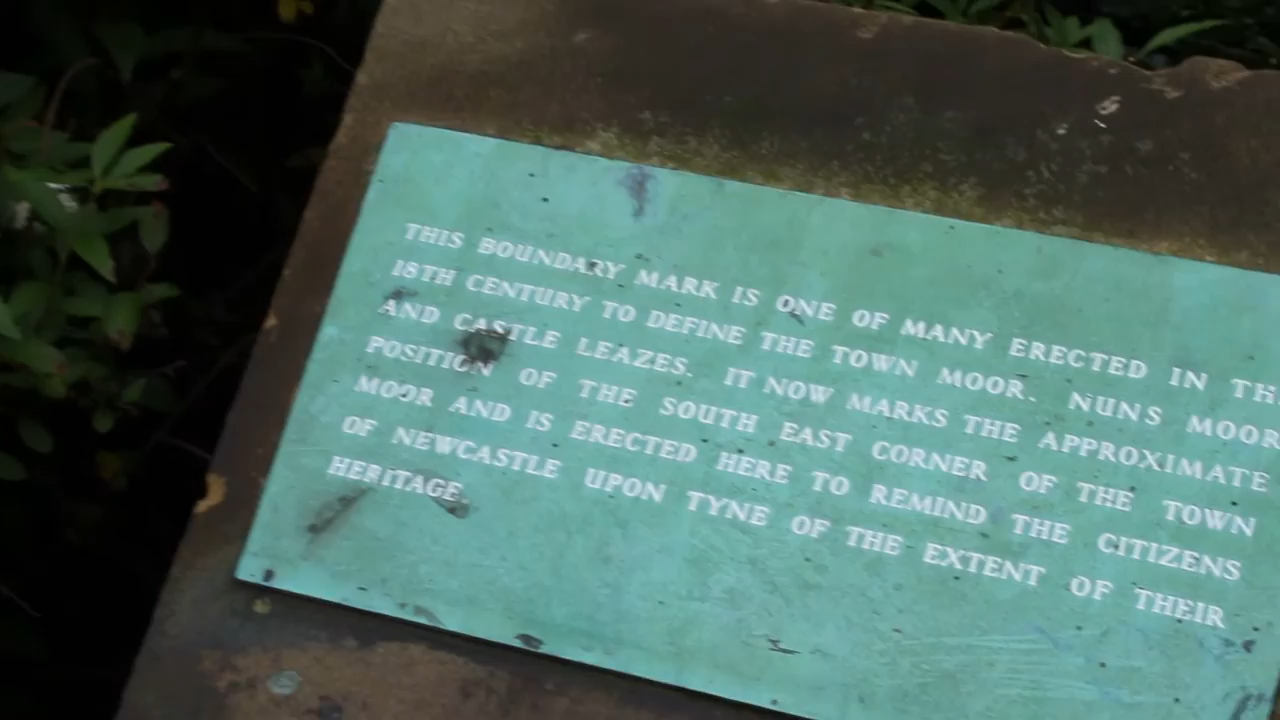 THIS BOUNDARY MARK IS ONE OF MANY ERECTED IN TH
18TH CENTURY TO DEFINE THE TOWN MOOR. NUNS MOOR
AND CASTLE LEAZES. IT NOW MARKS THE APPROXIMATE
POSITION OF THE SOUTH EAST CORNER OF THE TOWN
MOOR AND IS ERECTED HERE TO REMIND THE CITIZENS
OF NEWCASTLE UPON TYNE OF THE EXTENT OF THEIR
HERITAGE.